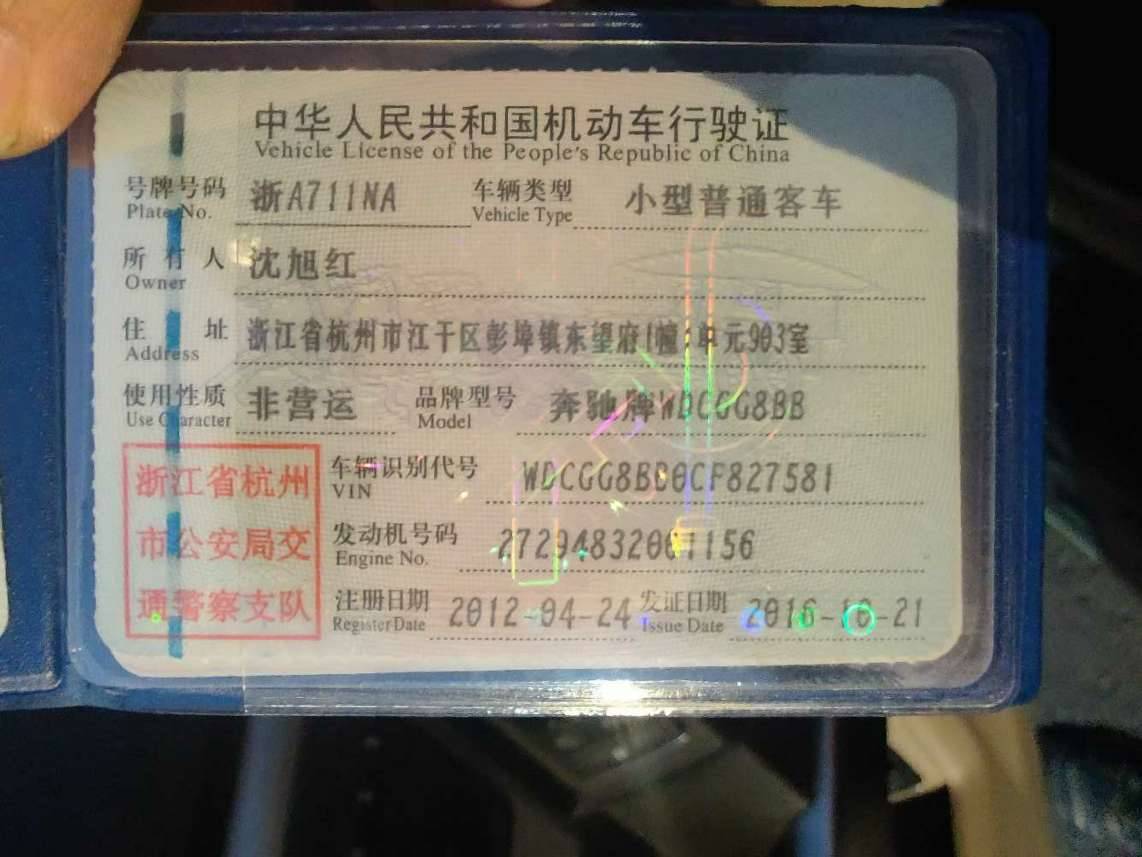 中华人民共和国机动车行驶证
Vehicle License of the People's Republic of China
号牌号码 浙A711NA 车辆类型 小型普通客车
Plate No. Vehicle Type
所有人 沈旭红
Owner
住址 浙江省杭州市江干区彭埠镇东望府1幢1单元903室
Address
使用性质 非营运 品牌型号 奔驰牌WDCGG8BB
Use Character Model
浙江省杭州 车辆识别代号 WDCGG8BB0CF827581
VIN
市公安局交 发动机号码 27294832001156
Engine No.
通警察支队 注册日期 2012-04-24 发证日期 2016-10-21
Register Date Issue Date